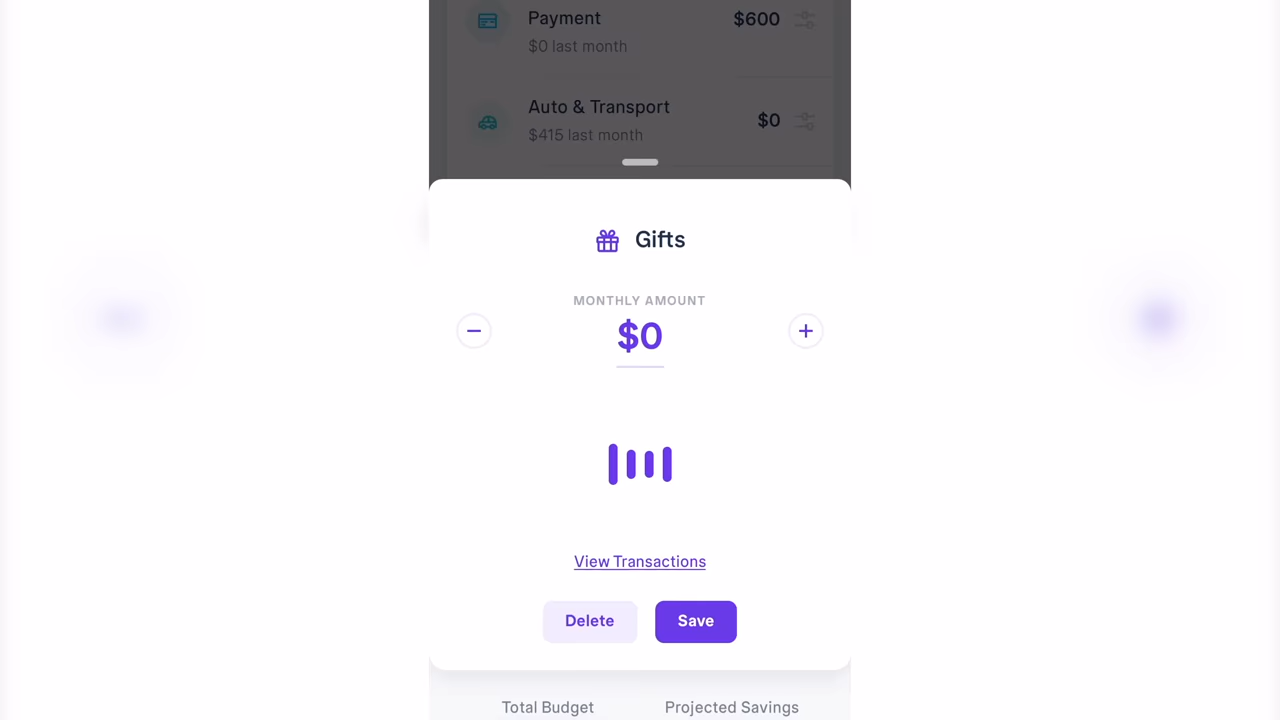 Payment
$600
$0 last month
Auto & Transport
$0
$415 last month
Gifts
MONTHLY AMOUNT
$0
View Transactions
Delete
Save
Total Budget
Projected Savings